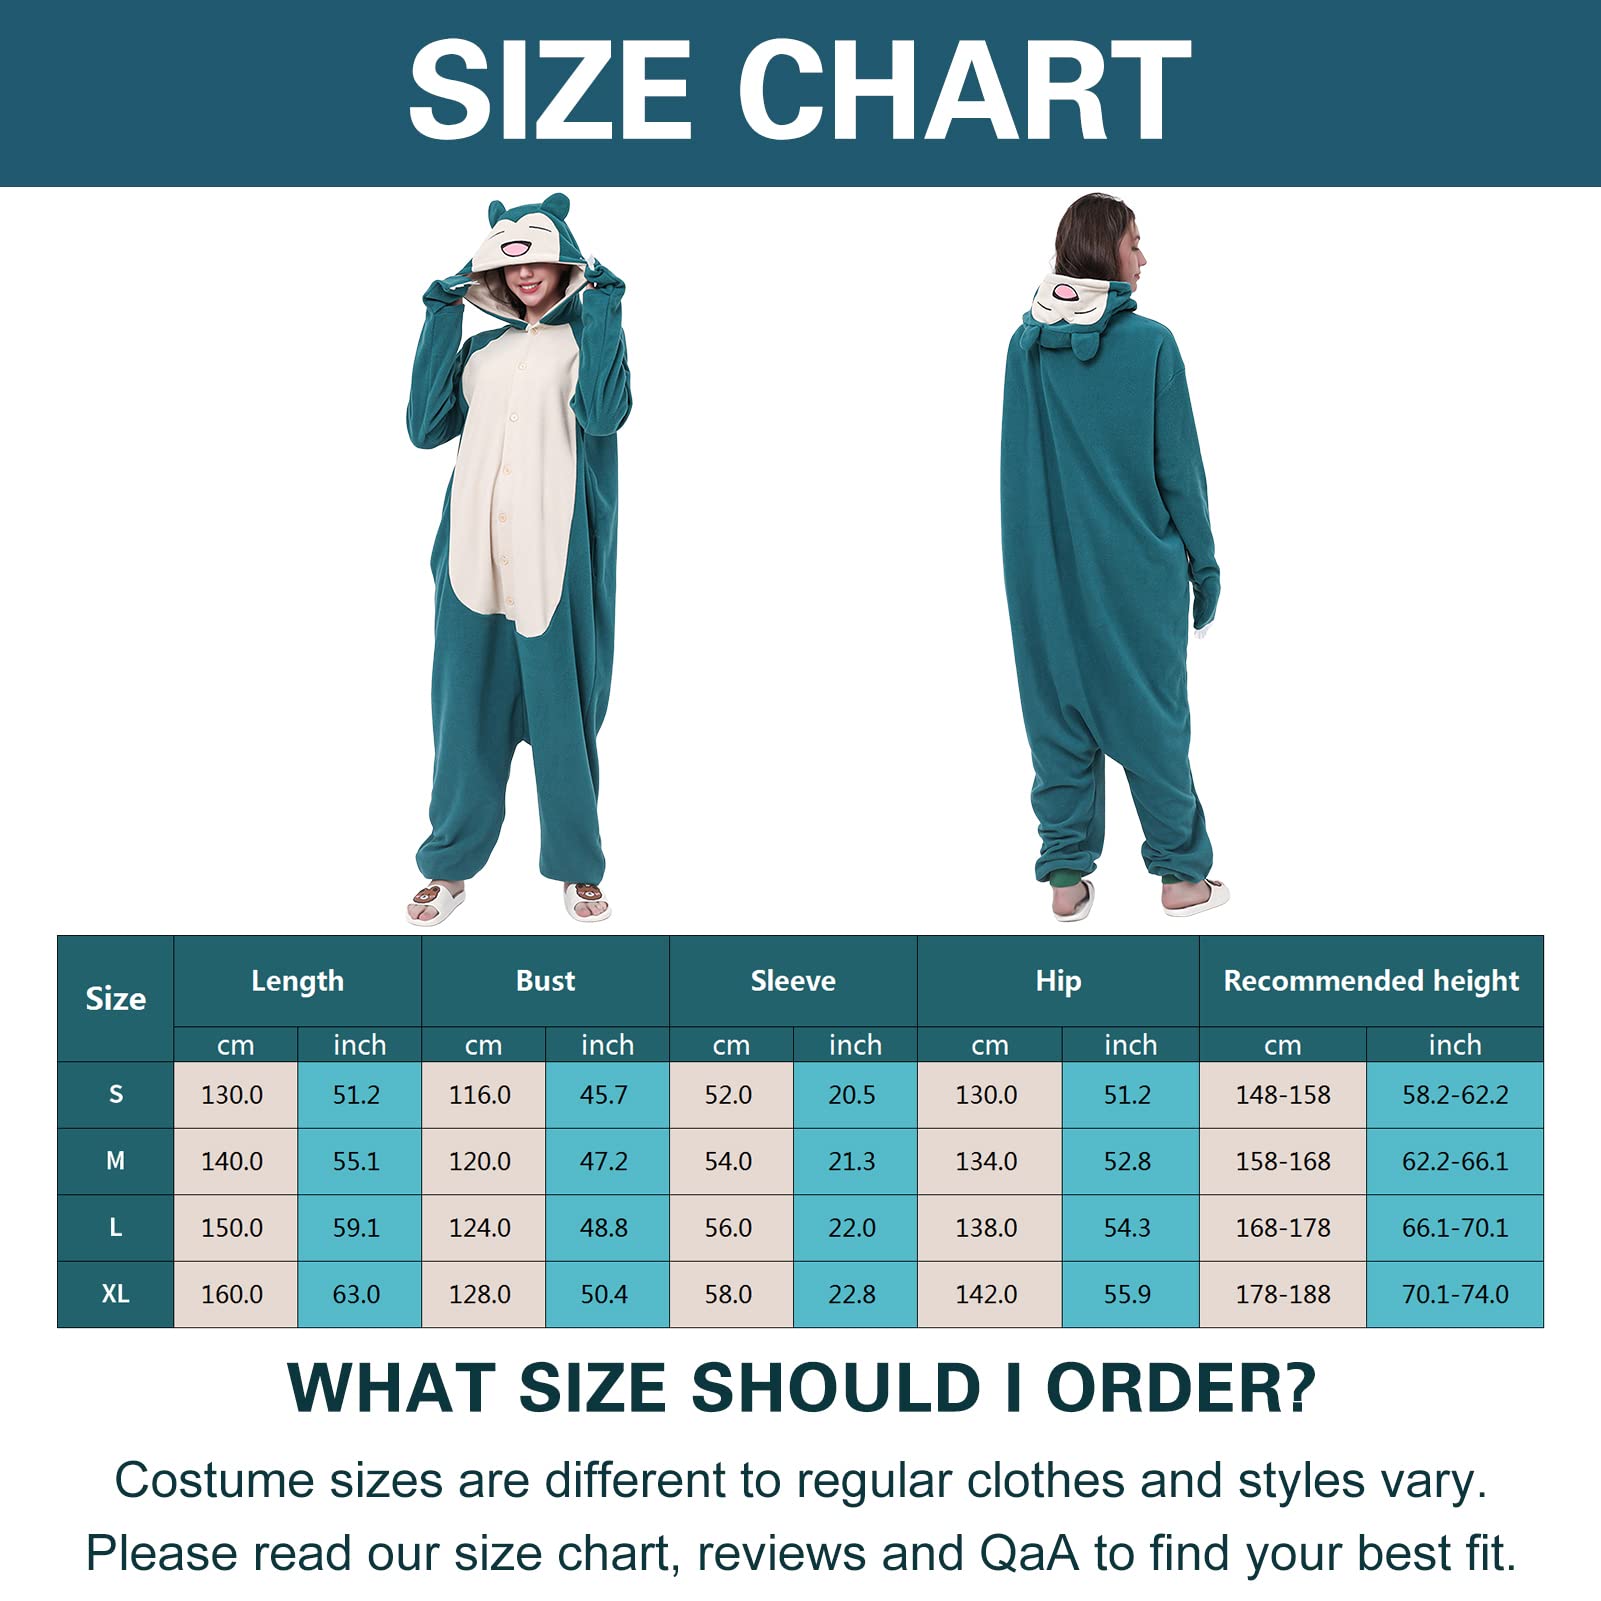 SIZE CHART
Size Length Bust Sleeve Hip Recommended height
cm inch cm inch cm inch cm inch cm inch
S 130.0 51.2 116.0 45.7 52.0 20.5 130.0 51.2 148-158 58.2-62.2
M 140.0 55.1 120.0 47.2 54.0 21.3 134.0 52.8 158-168 62.2-66.1
L 150.0 59.1 124.0 48.8 56.0 22.0 138.0 54.3 168-178 66.1-70.1
XL 160.0 63.0 128.0 50.4 58.0 22.8 142.0 55.9 178-188 70.1-74.0
WHAT SIZE SHOULD I ORDER?
Costume sizes are different to regular clothes and styles vary.
Please read our size chart, reviews and QaA to find your best fit.